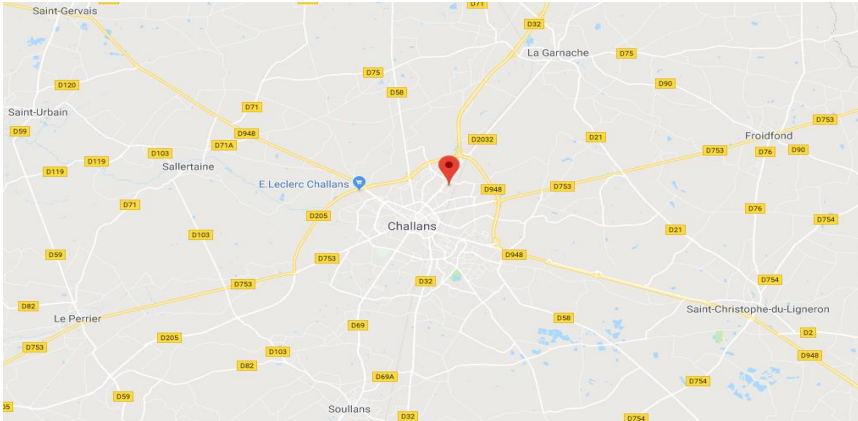 Saint-Gervais
D71
D32
La Garnache
D75
D75
D120
D58
D90
D71
Saint-Urbain
D59
D948
D71A
D2032
D21
D753
Froidfond
D103
D119
D119
Sallertaine
D753
D76
D90
E.Leclerc Challans
D948
D753
D71
D205
D76
D754
Challans
D103
D21
D59
D753
D948
D753
D32
D754
D82
Le Perrier
D69
D58
Saint-Christophe-du-Ligneron
D753
D205
D103
D82
D2
D948
D69A
D754
D59
Soullans
D32
D754